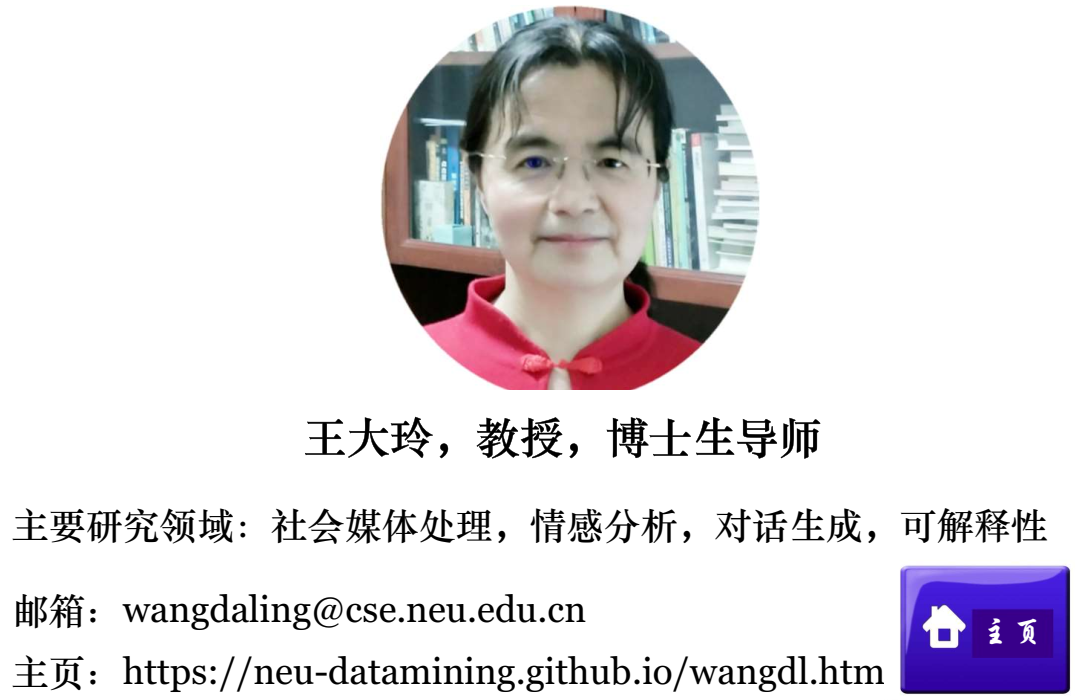 王大玲，教授，博士生导师
主要研究领域：社会媒体处理，情感分析，对话生成，可解释性
邮箱：wangdaling@cse.neu.edu.cn
主页：https://neu-datamining.github.io/wangdl.htm
主页